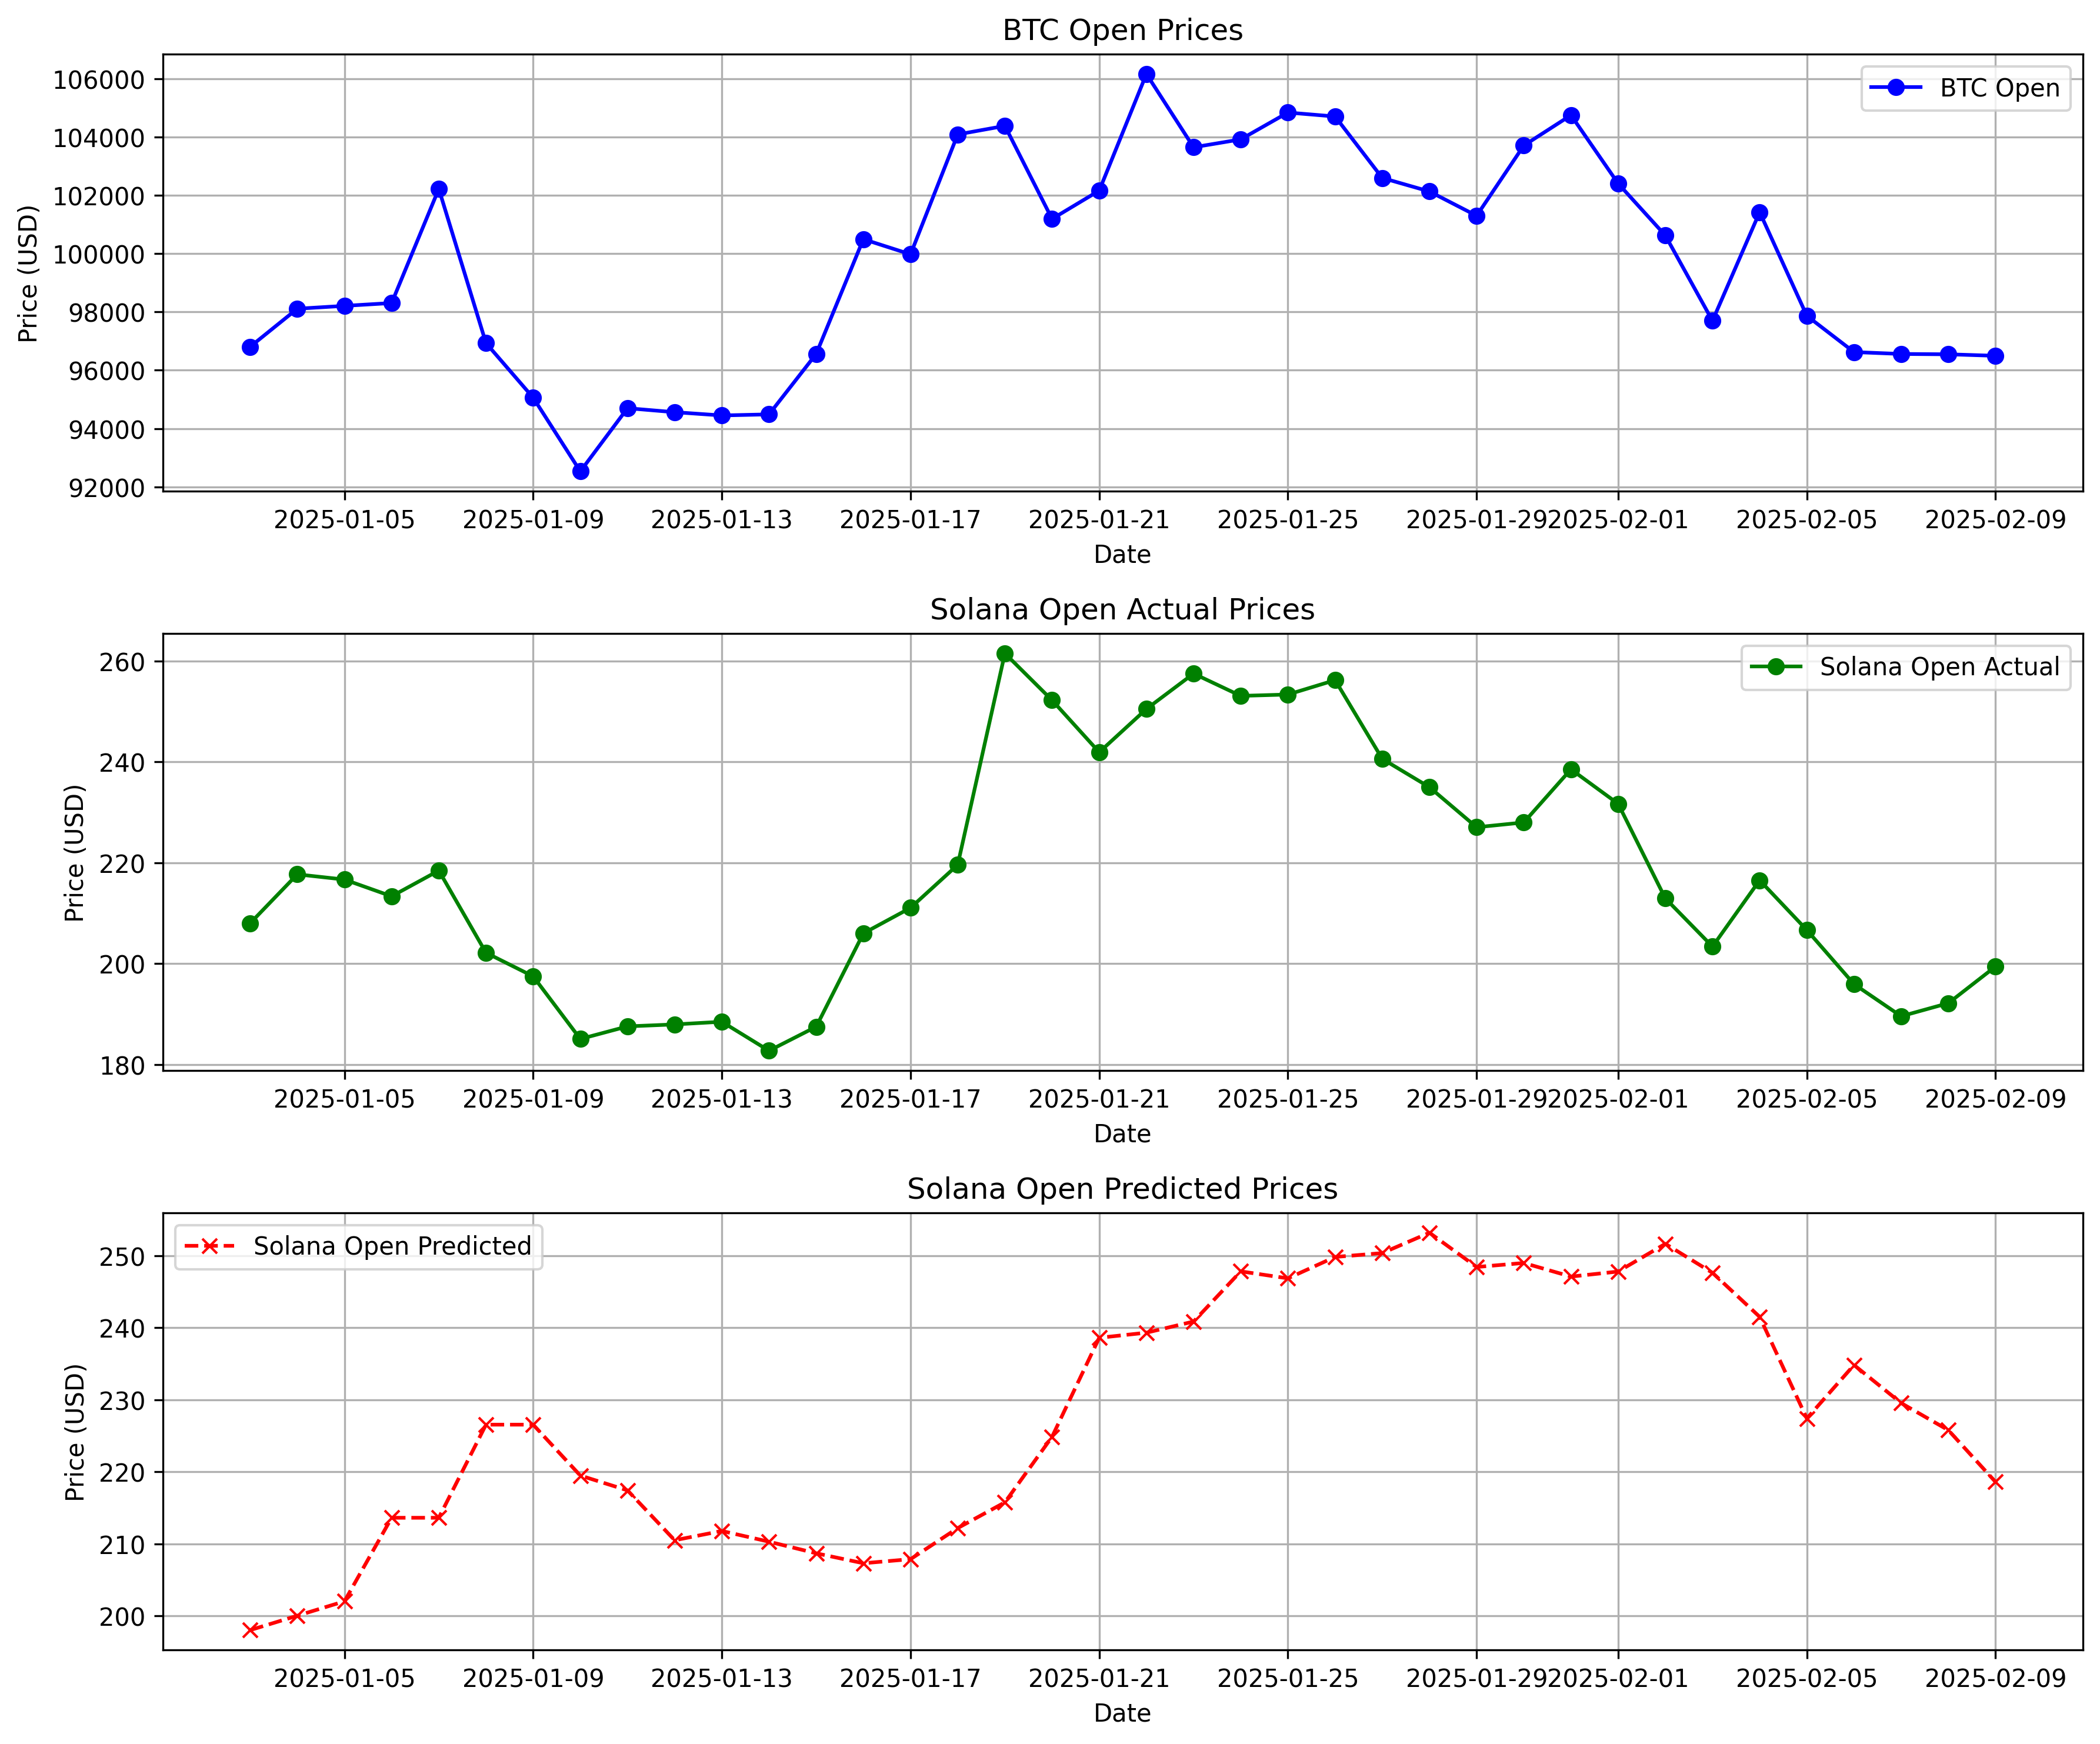 BTC Open Prices
BTC Open
106000
104000
102000
100000
98000
96000
94000
92000
Price (USD)
2025-01-05 2025-01-09 2025-01-13 2025-01-17 2025-01-21 2025-01-25 2025-01-29 2025-02-01 2025-02-05 2025-02-09
Date
Solana Open Actual Prices
Solana Open Actual
260
240
220
200
180
Price (USD)
2025-01-05 2025-01-09 2025-01-13 2025-01-17 2025-01-21 2025-01-25 2025-01-29 2025-02-01 2025-02-05 2025-02-09
Date
Solana Open Predicted Prices
Solana Open Predicted
250
240
230
220
210
200
Price (USD)
2025-01-05 2025-01-09 2025-01-13 2025-01-17 2025-01-21 2025-01-25 2025-01-29 2025-02-01 2025-02-05 2025-02-09
Date